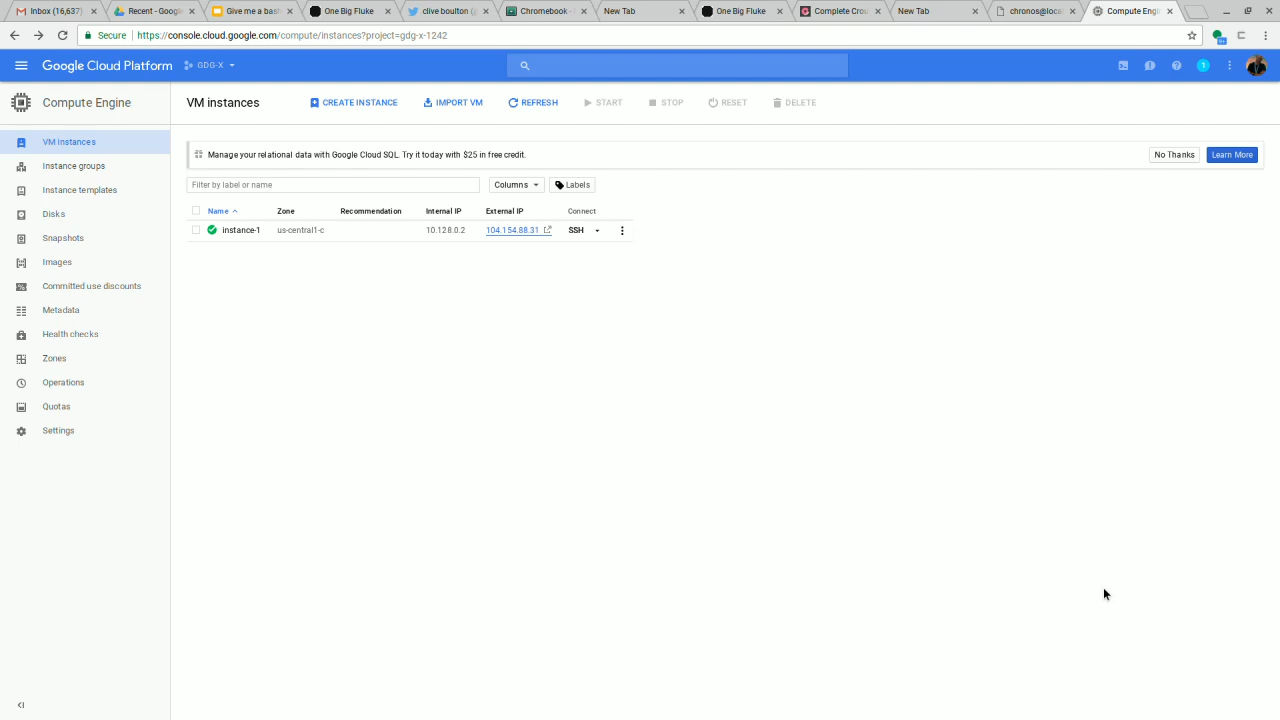 Inbox (16,637) Recent - Google Give me a bash One Big Fluke clive boulton (@ Chromebook - New Tab One Big Fluke Complete Crou New Tab chronos@loca Compute Engi
Secure https://console.cloud.google.com/compute/instances?project=gdg-x-1242
Google Cloud Platform GDG-X 1
Compute Engine VM instances CREATE INSTANCE IMPORT VM REFRESH START STOP RESET DELETE
VM instances
Instance groups
Instance templates
Disks
Snapshots
Images
Committed use discounts
Metadata
Health checks
Zones
Operations
Quotas
Settings
Manage your relational data with Google Cloud SQL. Try it today with $25 in free credit. No Thanks Learn More
Filter by label or name Columns Labels
Name Zone Recommendation Internal IP External IP Connect
instance-1 us-central1-c 10.128.0.2 104.154.88.31 SSH